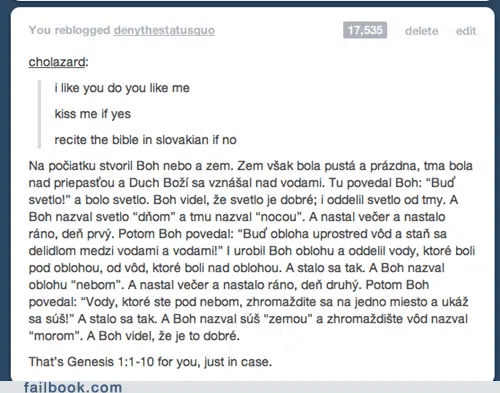 You reblogged denythestatusquo 17,535 delete edit
cholazard:
i like you do you like me
kiss me if yes
recite the bible in slovakian if no
Na počiatku stvoril Boh nebo a zem. Zem však bola pustá a prázdna, tma bola
nad priepasťou a Duch Boží sa vznášal nad vodami. Tu povedal Boh: “Buď
svetlo!” a bolo svetlo. Boh videl, že svetlo je dobré; i oddelil svetlo od tmy. A
Boh nazval svetlo “dňom” a tmu nazval “nocou”. A nastal večer a nastalo
ráno, deň prvý. Potom Boh povedal: “Buď obloha uprostred vôd a staň sa
delidlom medzi vodami a vodami!” I urobil Boh oblohu a oddelil vody, ktoré boli
pod oblohou, od vôd, ktoré boli nad oblohou. A stalo sa tak. A Boh nazval
oblohu “nebom”. A nastal večer a nastalo ráno, deň druhý. Potom Boh
povedal: “Vody, ktoré ste pod nebom, zhromaždite sa na jedno miesto a ukáž
sa súš!” A stalo sa tak. A Boh nazval súš “zemou” a zhromaždište vôd nazval
“morom”. A Boh videl, že je to dobré.
That’s Genesis 1:1-10 for you, just in case.
failbook.com